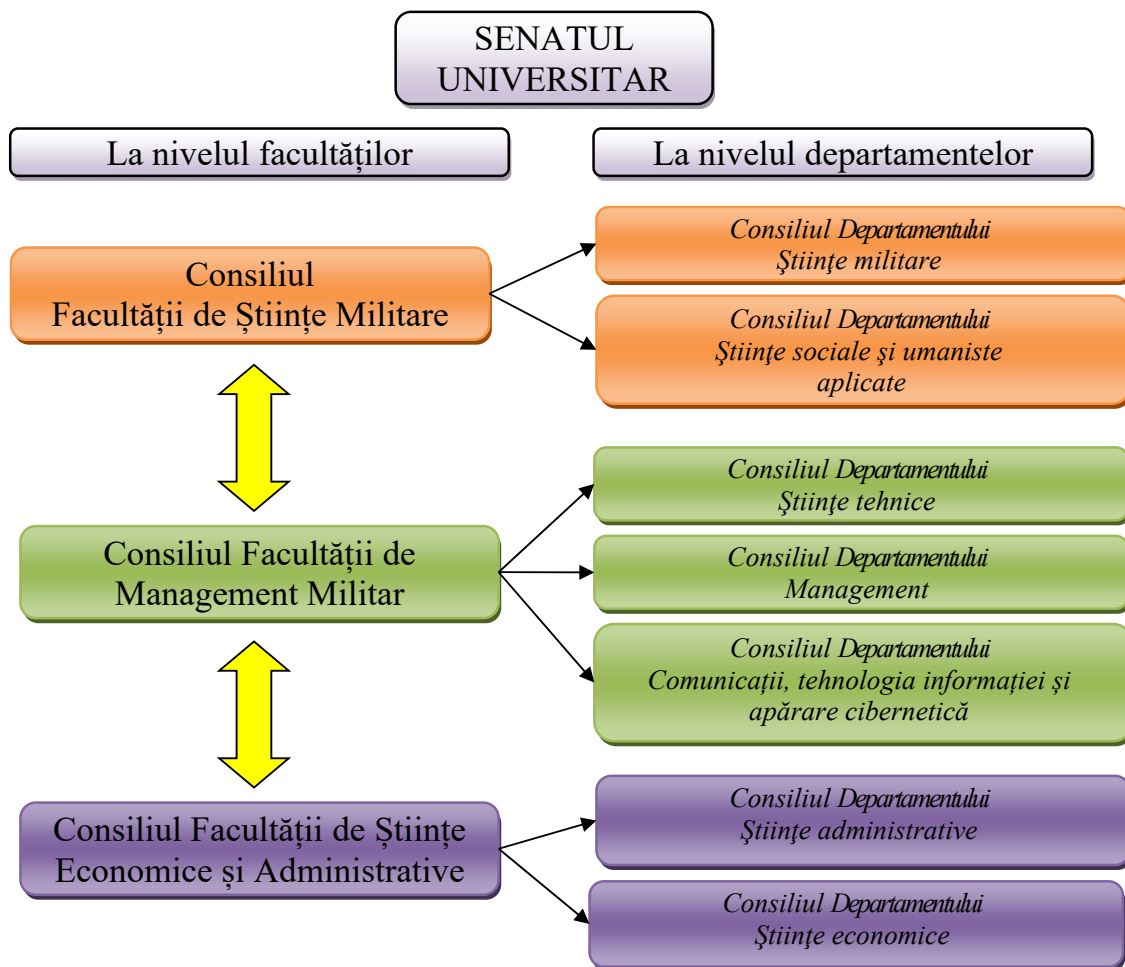 SENATUL
UNIVERSITAR
La nivelul facultăților
La nivelul departamentelor
Consiliul
Facultății de Științe Militare
Consiliul Departamentului
Ştiinţe militare
Consiliul Departamentului
Ştiinţe sociale și umaniste
aplicate
Consiliul Facultății de
Management Militar
Consiliul Departamentului
Ştiinţe tehnice
Consiliul Departamentului
Management
Consiliul Departamentului
Comunicații, tehnologia informației și
apărare cibernetică
Consiliul Facultății de Științe
Economice și Administrative
Consiliul Departamentului
Ştiinţe administrative
Consiliul Departamentului
Ştiinţe economice